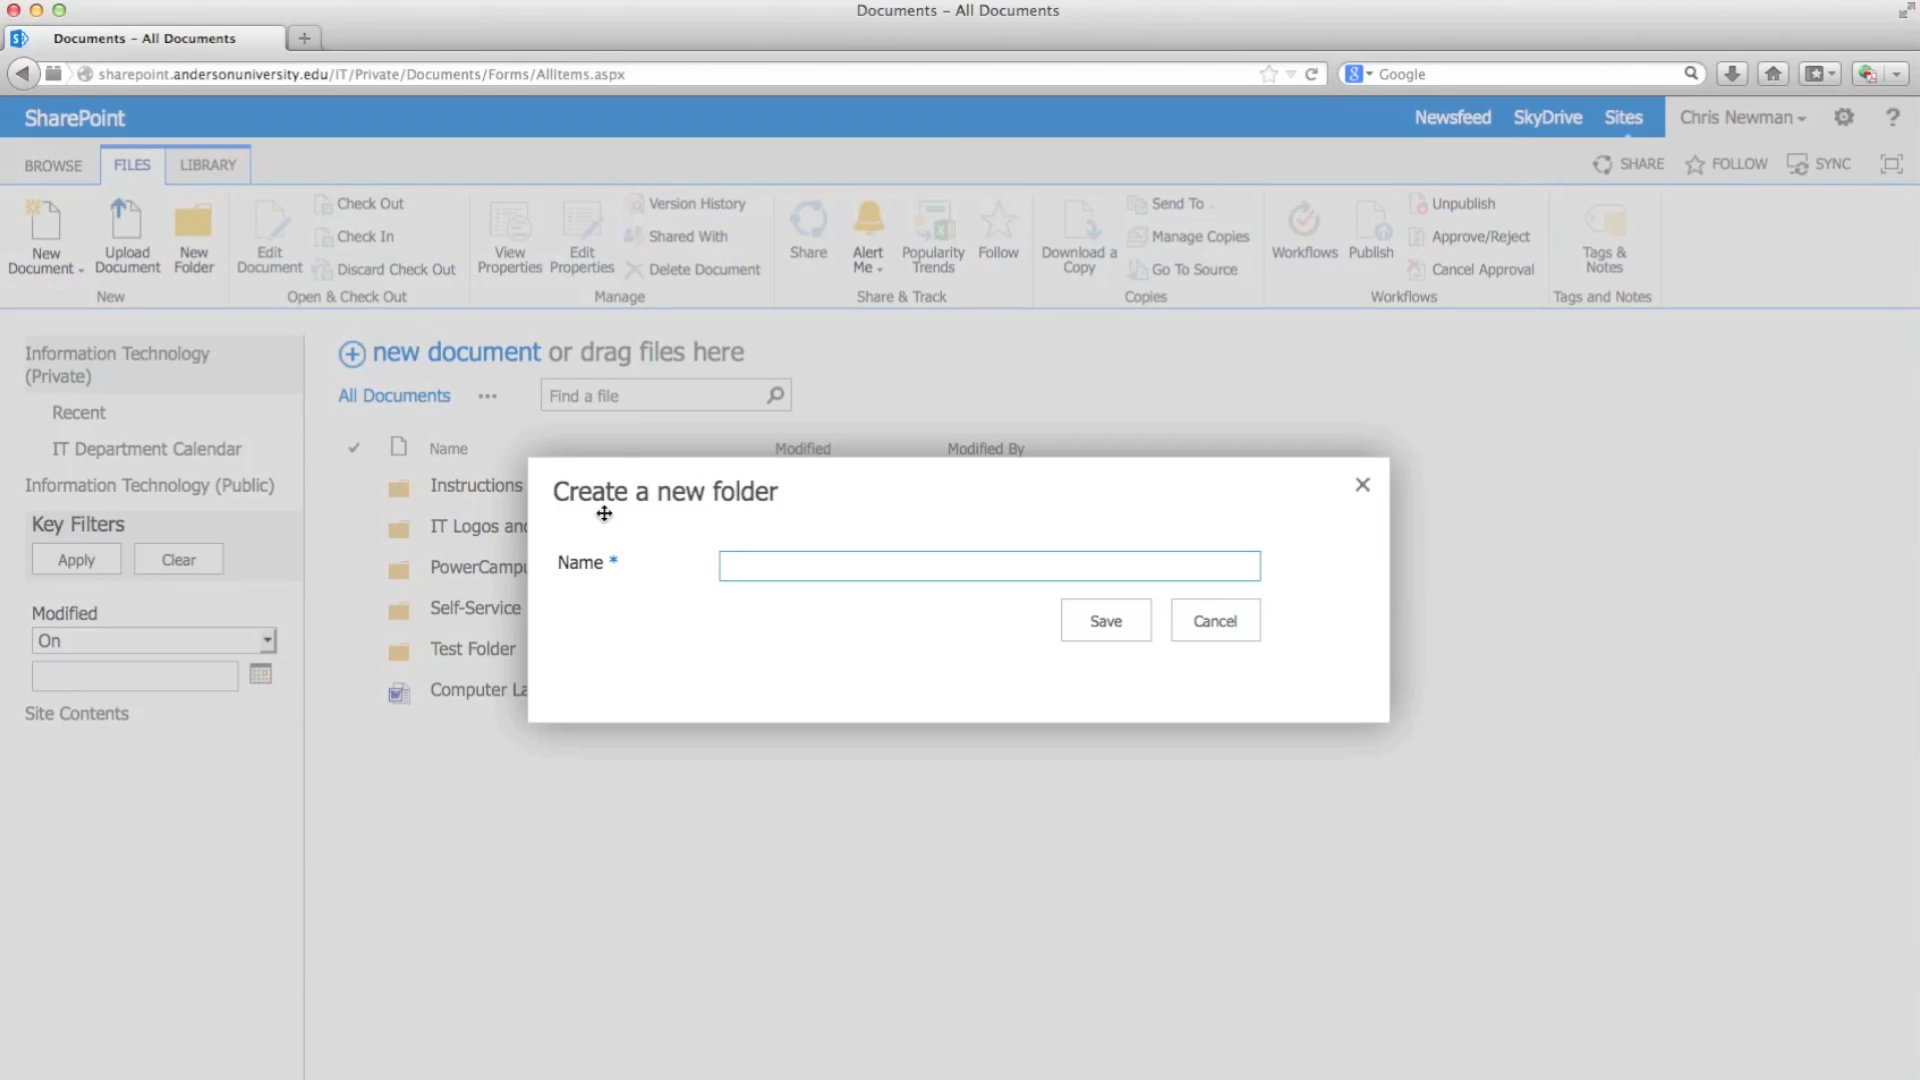 Documents – All Documents
Documents – All Documents
sharepoint.andersonuniversity.edu/IT/Private/Documents/Forms/AllItems.aspx
Google
SharePoint
Newsfeed SkyDrive Sites Chris Newman
BROWSE FILES LIBRARY
SHARE FOLLOW SYNC
New Document
Upload Document
New Folder
New
Edit Document
Check Out
Check In
Discard Check Out
Open & Check Out
View Properties
Edit Properties
Version History
Shared With
Delete Document
Manage
Share
Alert Me
Popularity Trends
Follow
Share & Track
Download a Copy
Send To
Manage Copies
Go To Source
Copies
Workflows
Publish
Unpublish
Approve/Reject
Cancel Approval
Workflows
Tags & Notes
Tags and Notes
Information Technology
(Private)
Recent
IT Department Calendar
Information Technology (Public)
Key Filters
Apply Clear
Modified
On
Site Contents
new document or drag files here
All Documents ... Find a file
Name Modified Modified By
Instructions
IT Logos
PowerCamp
Self-Service
Test Folder
Computer
Create a new folder
Name *
Save Cancel